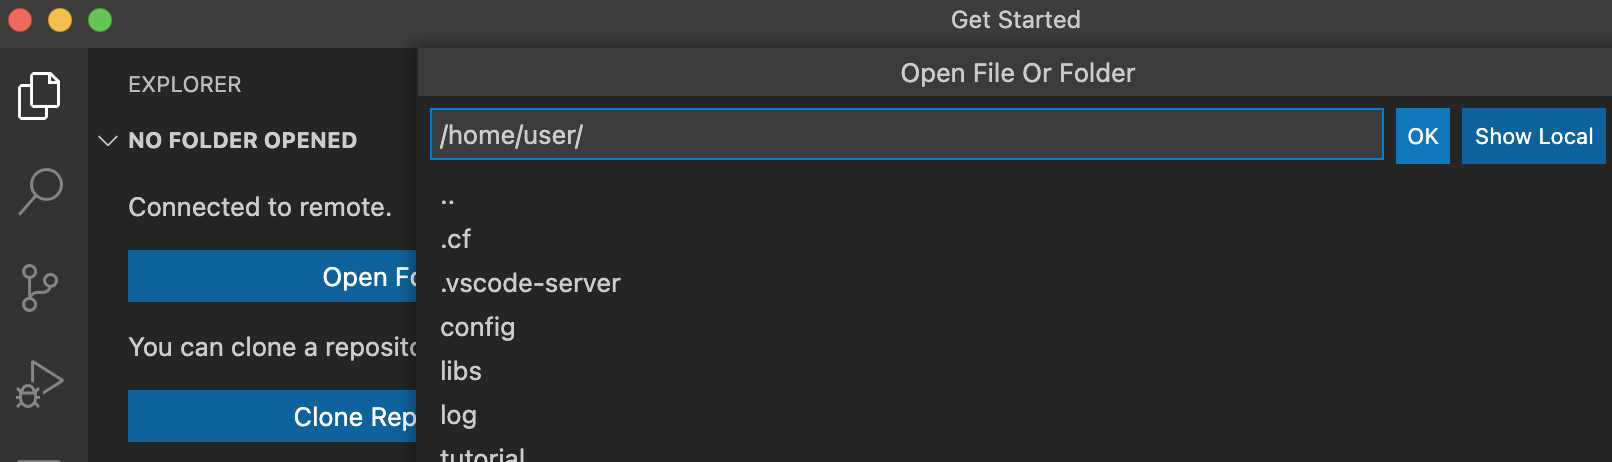 Get Started
EXPLORER
NO FOLDER OPENED
Connected to remote.
Open Fo
You can clone a reposito
Clone Rep
Open File Or Folder
/home/user/
OK
Show Local
..
.cf
.vscode-server
config
libs
log
tutorial